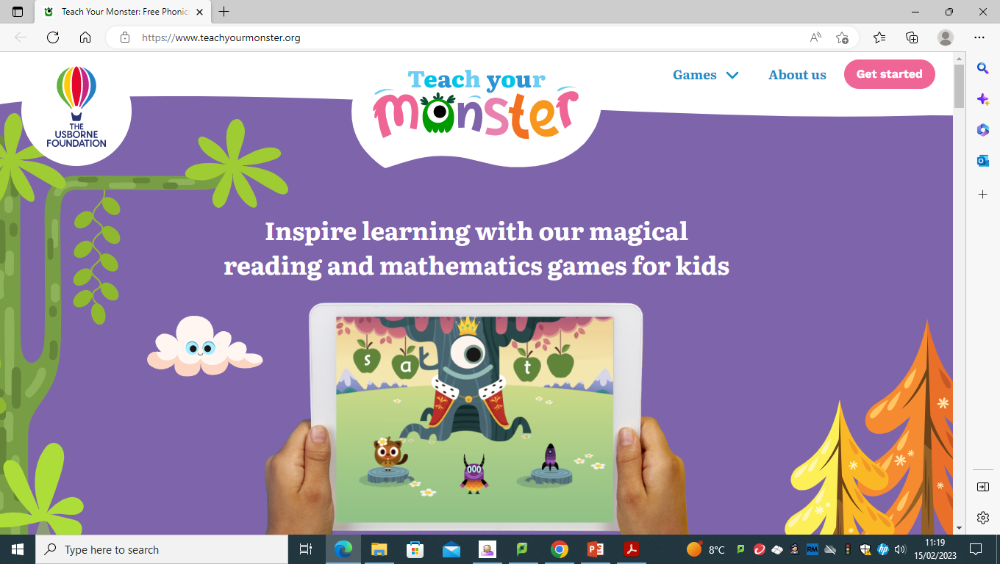 Teach Your Monster: Free Phonic
https://www.teachyourmonster.org
THE
USBORNE
FOUNDATION
Teach your
monster
Games
About us
Get started
Inspire learning with our magical
reading and mathematics games for kids
s
a
t
Type here to search
8°C
RM
hp
11:19
15/02/2023